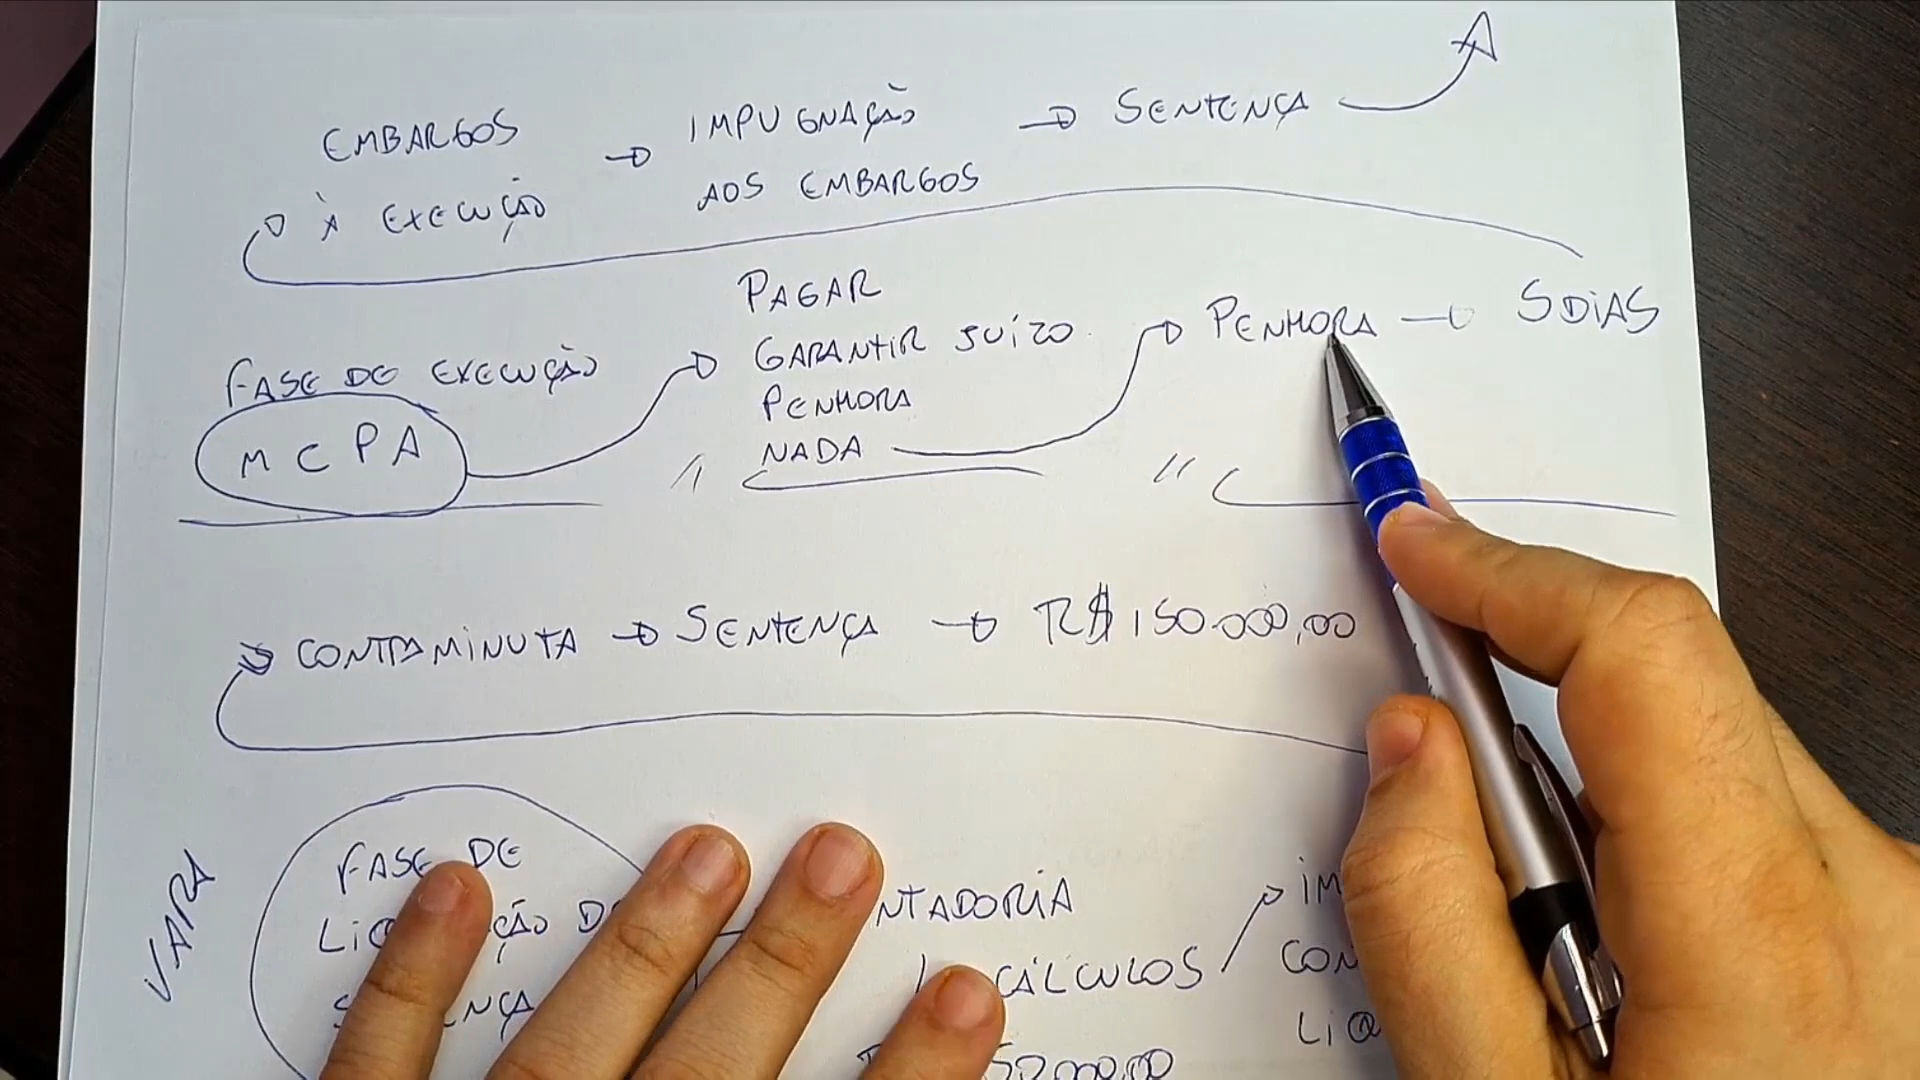 EMBARGOS
À EXECUÇÃO
IMPUGNAÇÃO
AOS EMBARGOS
SENTENÇA
FASE DE EXECUÇÃO
MCPA
PAGAR
GARANTIR JUÍZO
PENHORA
NADA
PENHORA
5 DIAS
CONTRAMINUTA
SENTENÇA
R$ 150.000,00
VARA
FASE DE
CÁLCULOS